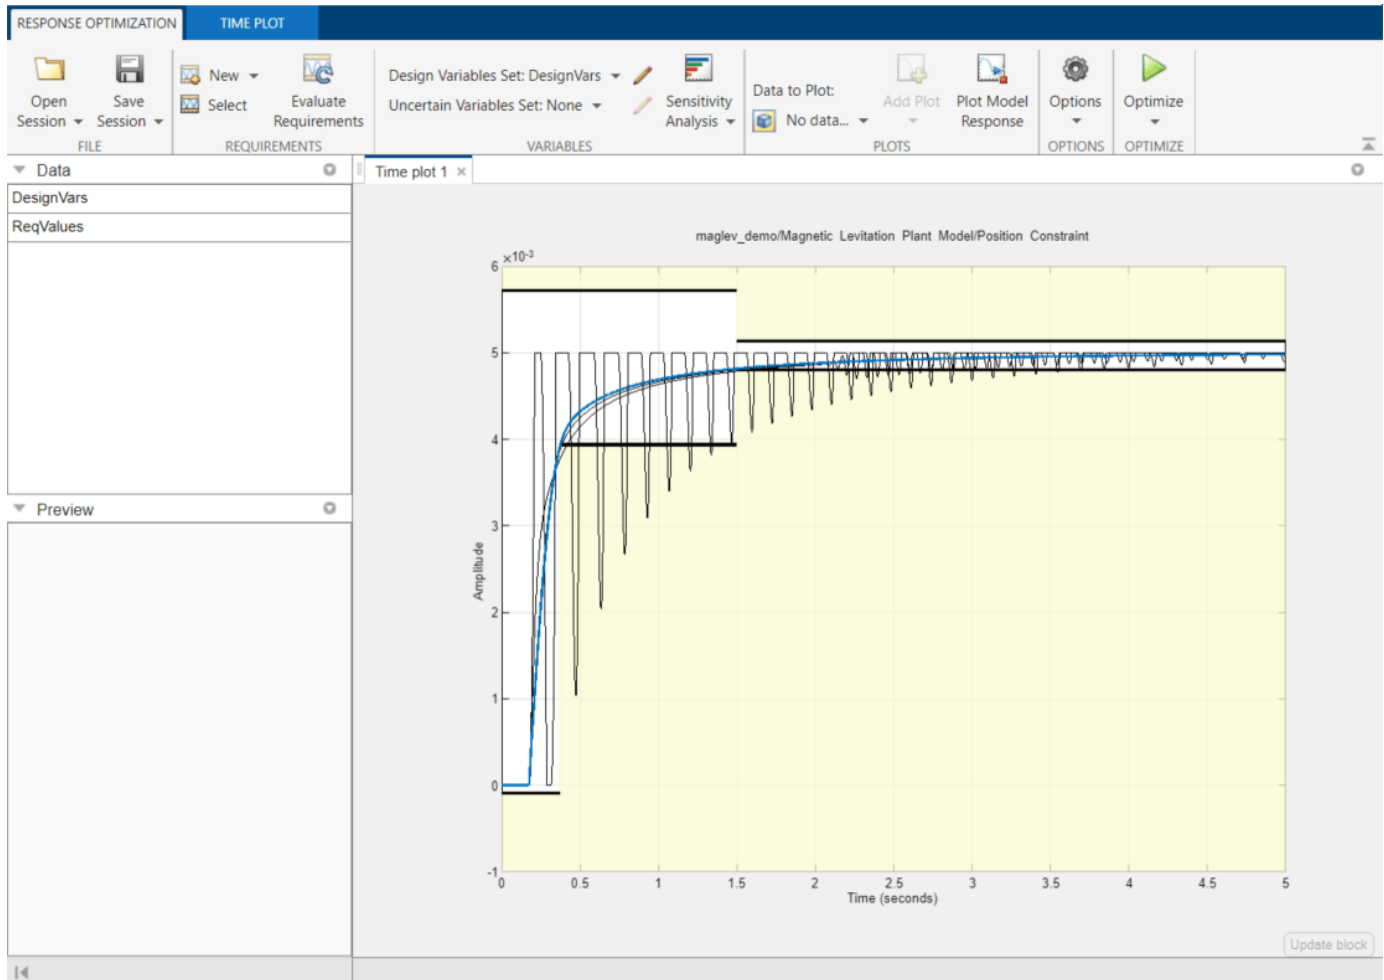 RESPONSE OPTIMIZATION TIME PLOT
Open Session
Save Session
New
Select
Evaluate Requirements
Design Variables Set: DesignVars
Uncertain Variables Set: None
Sensitivity Analysis
Data to Plot:
No data...
Add Plot
Plot Model Response
Options
Optimize
FILE REQUIREMENTS VARIABLES PLOTS OPTIONS OPTIMIZE
Data
DesignVars
ReqValues
Preview
Time plot 1
maglev_demo/Magnetic Levitation Plant Model/Position Constraint
×10⁻³
6
5
4
3
2
1
0
-1
Amplitude
0 0.5 1 1.5 2 2.5 3 3.5 4 4.5 5
Time (seconds)
Update block